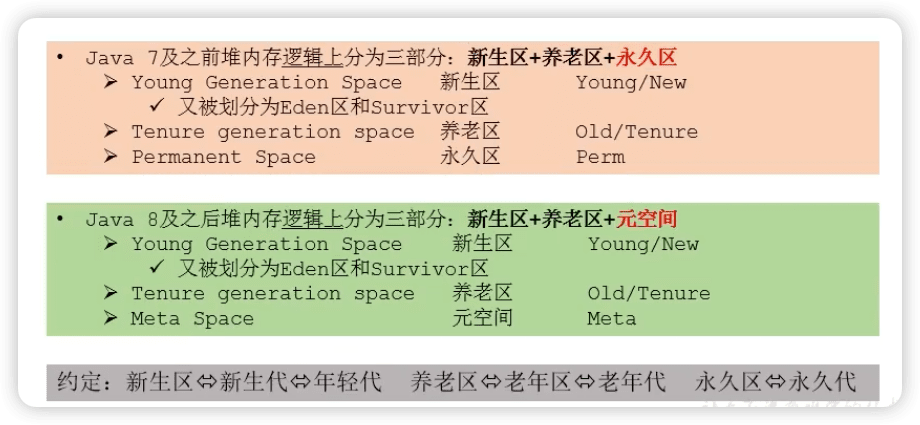 • Java 7及之前堆内存逻辑上分为三部分：新生区+养老区+永久区
➢ Young Generation Space 新生区 Young/New
✓ 又被划分为Eden区和Survivor区
➢ Tenure generation space 养老区 Old/Tenure
➢ Permanent Space 永久区 Perm
• Java 8及之后堆内存逻辑上分为三部分：新生区+养老区+元空间
➢ Young Generation Space 新生区 Young/New
✓ 又被划分为Eden区和Survivor区
➢ Tenure generation space 养老区 Old/Tenure
➢ Meta Space 元空间 Meta
约定：新生区⇔新生代⇔年轻代 养老区⇔老年区⇔老年代 永久区⇔永久代